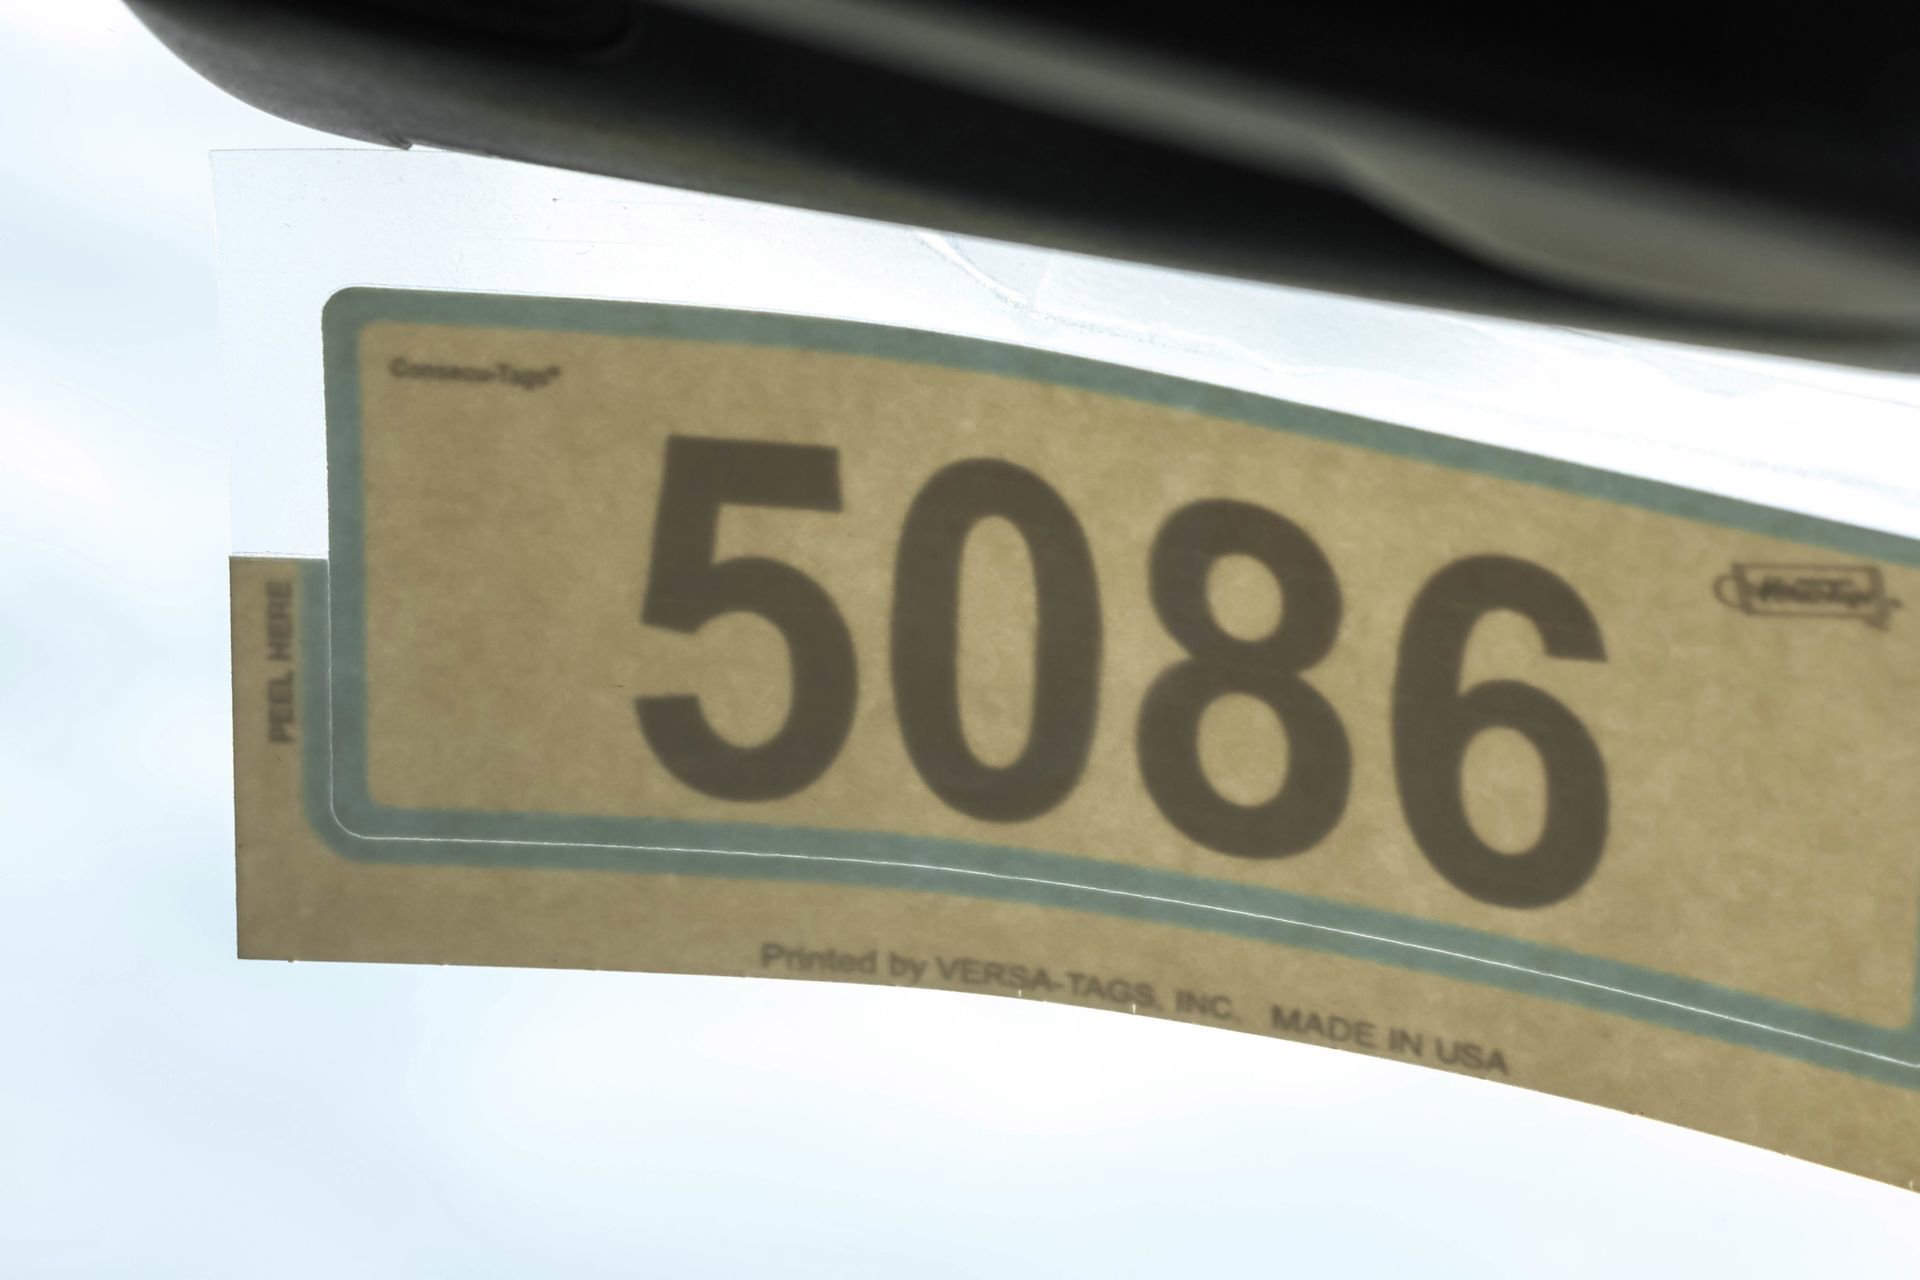 Consecu-Tags®
5086
PEEL HERE
Printed by VERSA-TAGS, INC. MADE IN USA